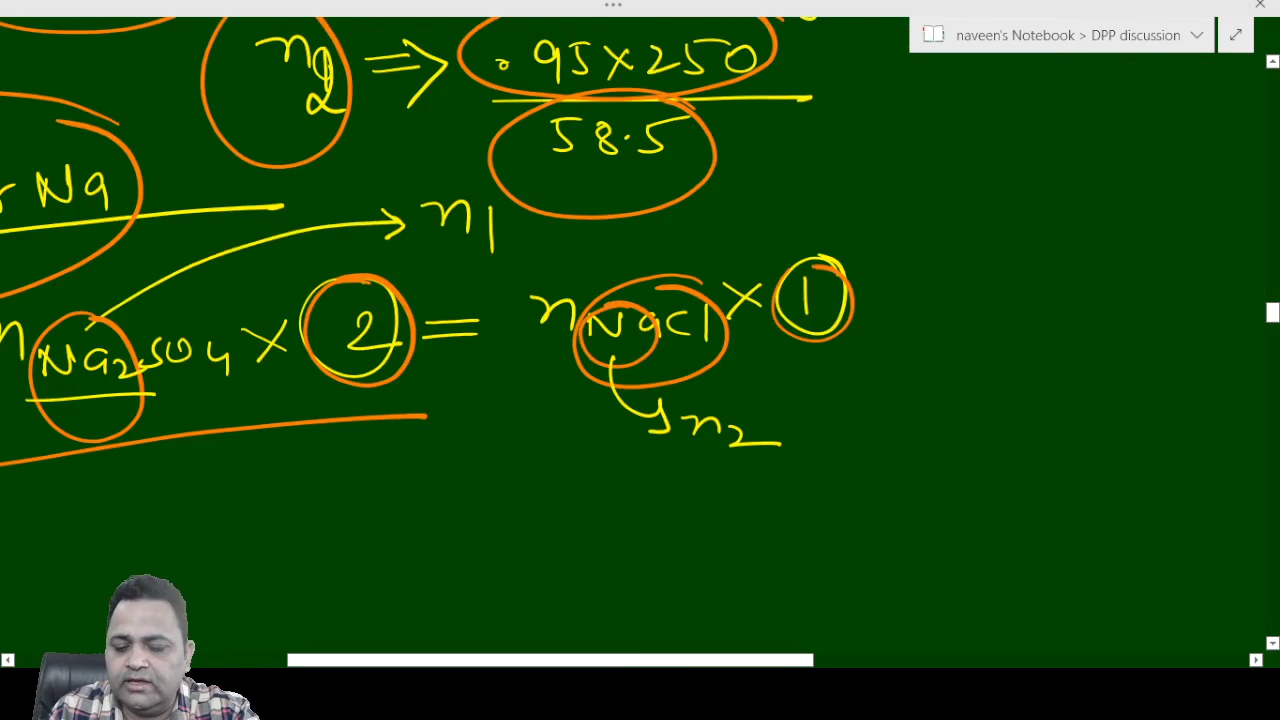 naveen's Notebook > DPP discussion
n2 ⇒ .95×250
58.5
r Na
n1
nNa2SO4 × 2 = nNaCl × 1
n2